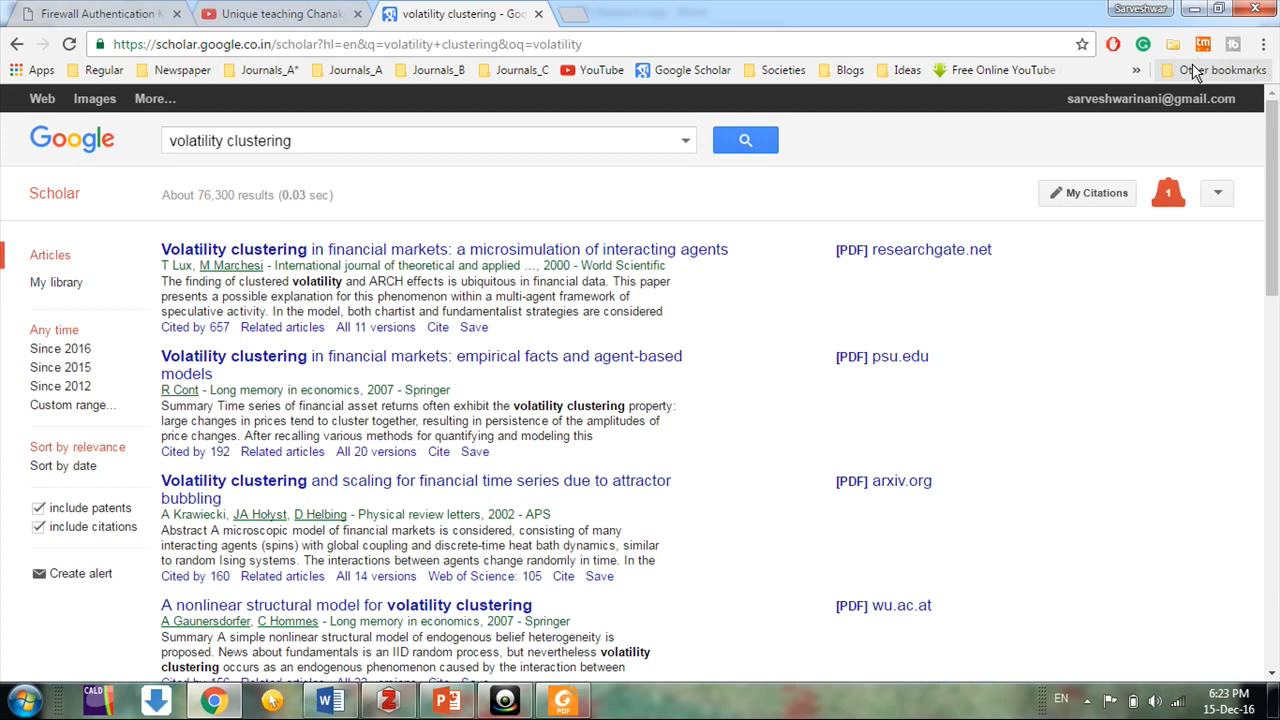 Firewall Authentication K
Unique teaching Chanak
volatility clustering - Goo
Sarveshwar
https://scholar.google.co.in/scholar?hl=en&q=volatility+clustering&oq=volatility
Apps Regular Newspaper Journals_A* Journals_A Journals_B Journals_C YouTube Google Scholar Societies Blogs Ideas Free Online YouTube » Other bookmarks
Web Images More... sarveshwarinani@gmail.com
Google volatility clustering
Scholar About 76,300 results (0.03 sec) My Citations 1
Articles
My library
Any time
Since 2016
Since 2015
Since 2012
Custom range...
Sort by relevance
Sort by date
include patents
include citations
Create alert
Volatility clustering in financial markets: a microsimulation of interacting agents
T Lux, M Marchesi - International journal of theoretical and applied ..., 2000 - World Scientific
The finding of clustered volatility and ARCH effects is ubiquitous in financial data. This paper
presents a possible explanation for this phenomenon within a multi-agent framework of
speculative activity. In the model, both chartist and fundamentalist strategies are considered
Cited by 657 Related articles All 11 versions Cite Save
[PDF] researchgate.net
Volatility clustering in financial markets: empirical facts and agent-based
models
R Cont - Long memory in economics, 2007 - Springer
Summary Time series of financial asset returns often exhibit the volatility clustering property:
large changes in prices tend to cluster together, resulting in persistence of the amplitudes of
price changes. After recalling various methods for quantifying and modeling this
Cited by 192 Related articles All 20 versions Cite Save
[PDF] psu.edu
Volatility clustering and scaling for financial time series due to attractor
bubbling
A Krawiecki, JA Hołyst, D Helbing - Physical review letters, 2002 - APS
Abstract A microscopic model of financial markets is considered, consisting of many
interacting agents (spins) with global coupling and discrete-time heat bath dynamics, similar
to random Ising systems. The interactions between agents change randomly in time. In the
Cited by 160 Related articles All 14 versions Web of Science: 105 Cite Save
[PDF] arxiv.org
A nonlinear structural model for volatility clustering
A Gaunersdorfer, C Hommes - Long memory in economics, 2007 - Springer
Summary A simple nonlinear structural model of endogenous belief heterogeneity is
proposed. News about fundamentals is an IID random process, but nevertheless volatility
clustering occurs as an endogenous phenomenon caused by the interaction between
[PDF] wu.ac.at
CALD
EN
6:23 PM
15-Dec-16